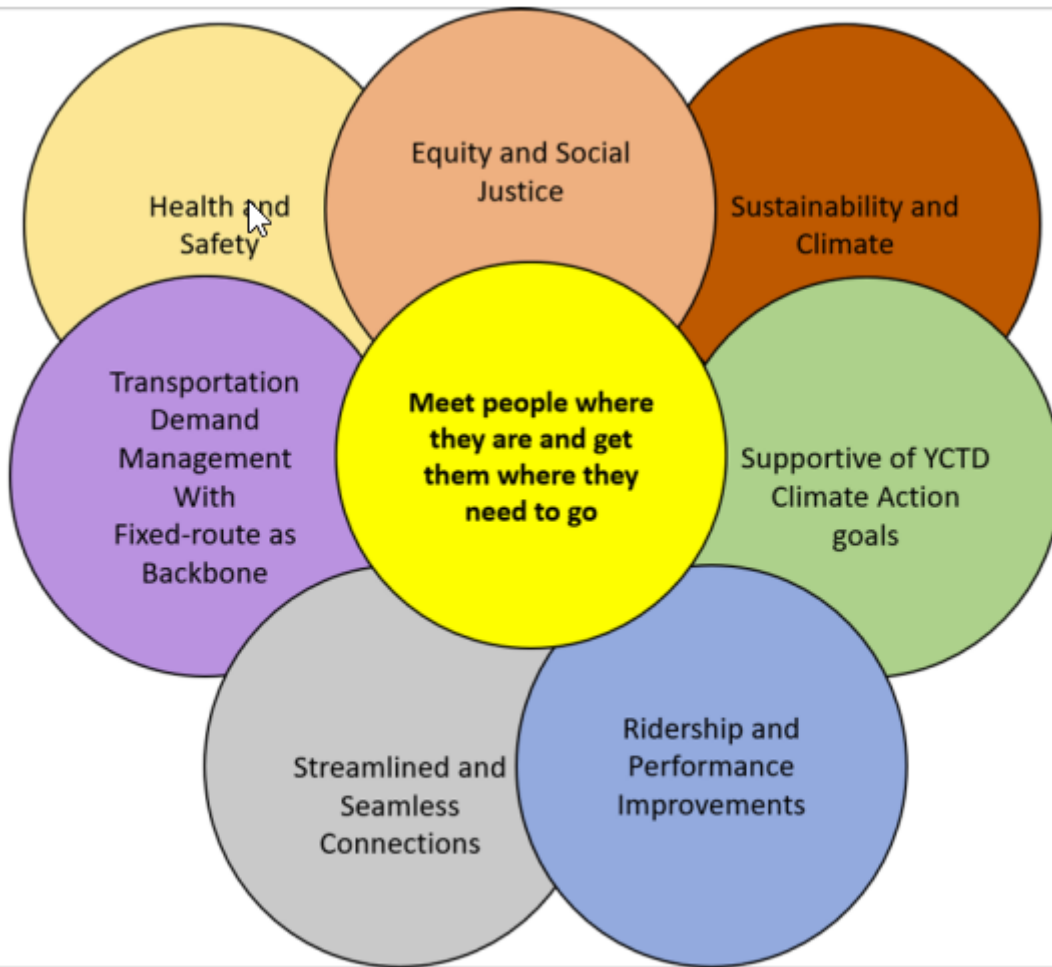 Equity and Social
Justice
Health and
Safety
Sustainability and
Climate
Transportation
Demand
Management
With
Fixed-route as
Backbone
Meet people where
they are and get
them where they
need to go
Supportive of YCTD
Climate Action
goals
Streamlined and
Seamless
Connections
Ridership and
Performance
Improvements